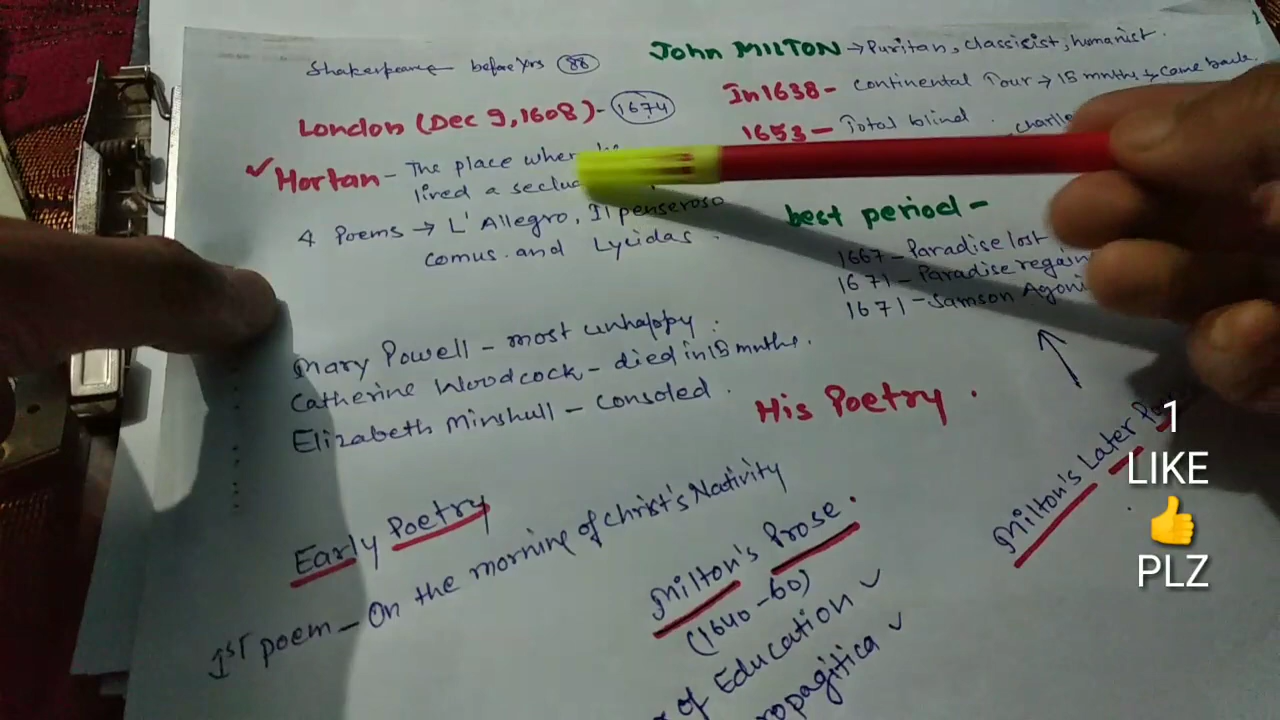 Shakespeare before yrs 88
John MILTON → Puritan, classicist, humanist.
London (Dec 9, 1608) - 1674
In 1638 - Continental Tour → 15 mnths & came back.
1653 - Total blind.
✓ Hortan - The place where he
lived a
4 Poems → L'Allegro, Il penseroso
comus. and Lycidas.
best period -
1667 - Paradise lost
1671 - Paradise regain
1671 - Samson Agoni
Mary Powell - most unhappy.
Catherine Woodcock - died in 15 mnths.
Elizabeth Minshull - consoled.
His Poetry.
Milton's Later
Early Poetry
1st poem - On the morning of Christ's Nativity
Milton's Prose.
(1640-60)
of Education ✓
opagitica ✓
1
LIKE
👍
PLZ